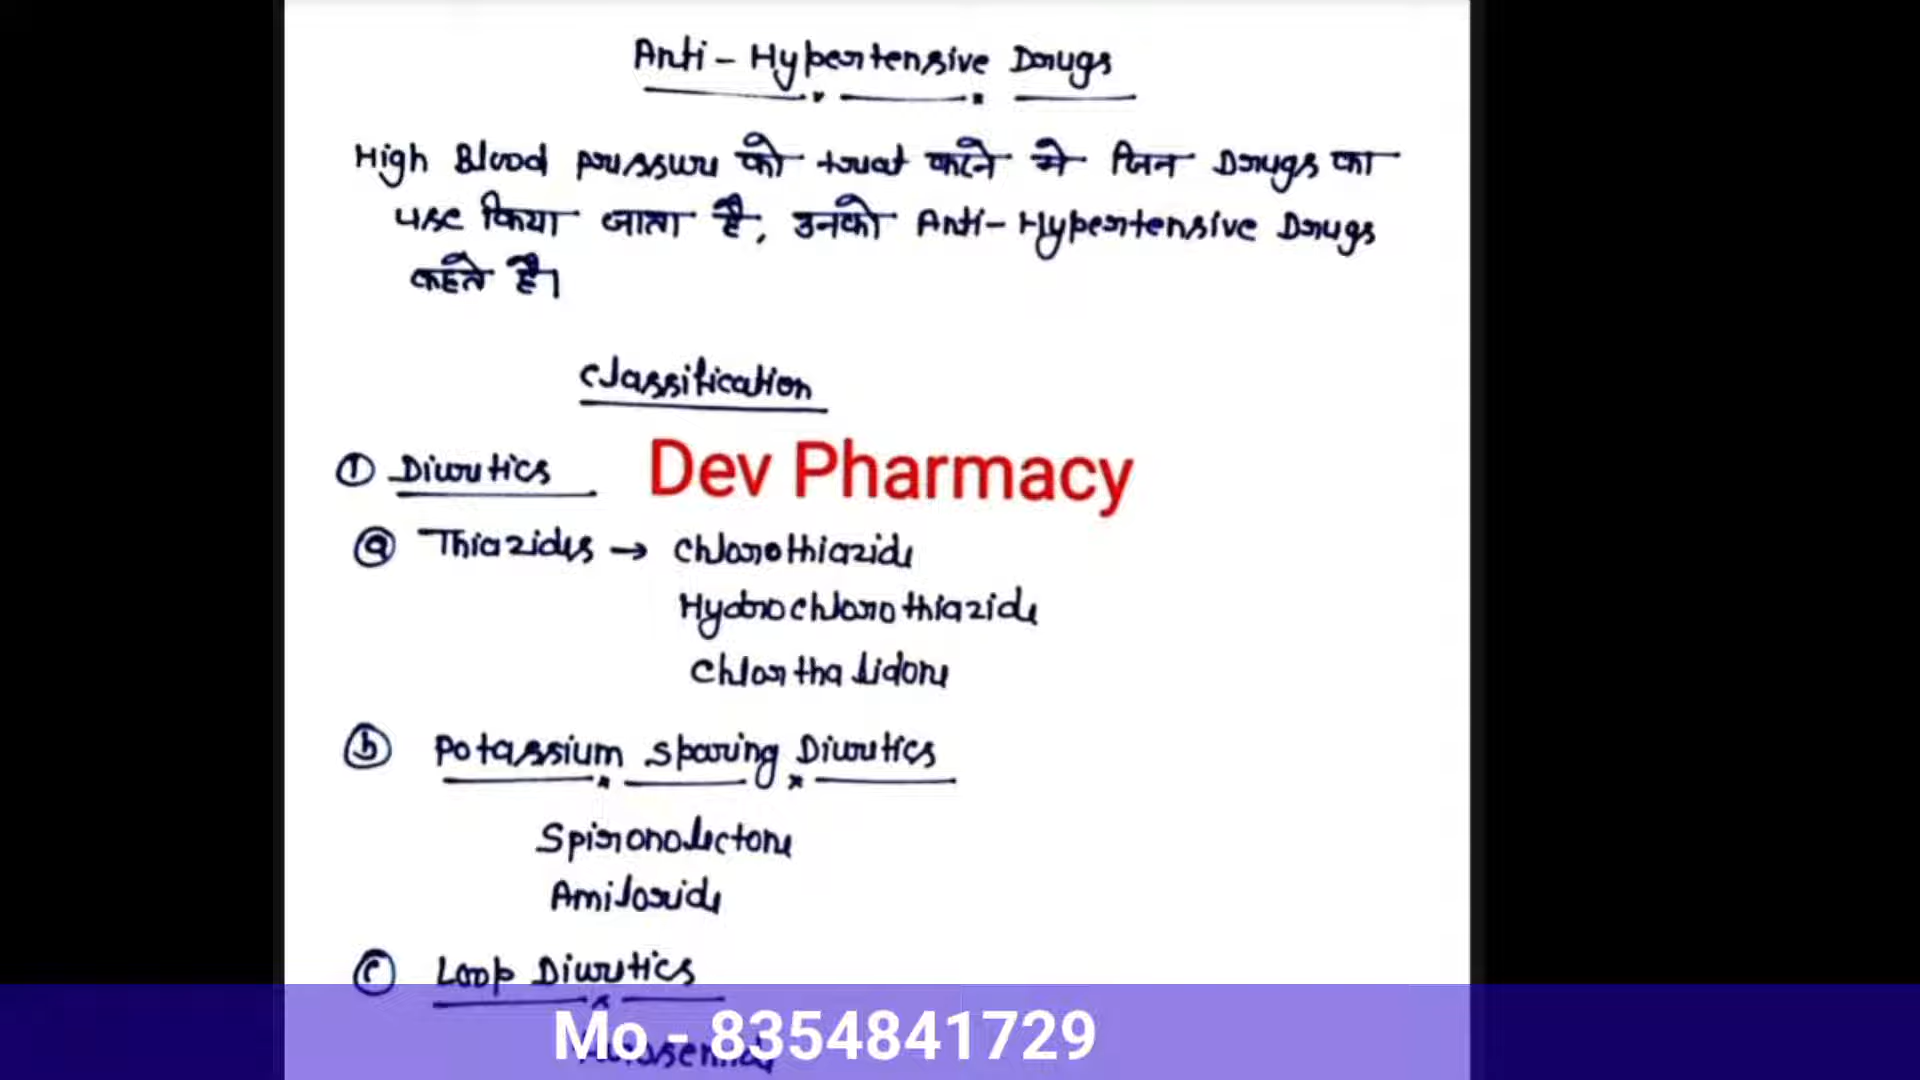 Anti-Hypertensive Drugs
High Blood pressure को treat करने मे जिन Drugs का
use किया जाता है, उनको Anti-Hypertensive Drugs
कहते है।
Classification
① Diuretics
Dev Pharmacy
ⓐ Thiazides → Chlorothiazide
Hydrochlorothiazide
Chlorthalidone
ⓑ Potassium Sparing Diuretics
Spironolectone
Amiloride
ⓒ Loop Diuretics
Mo - 8354841729